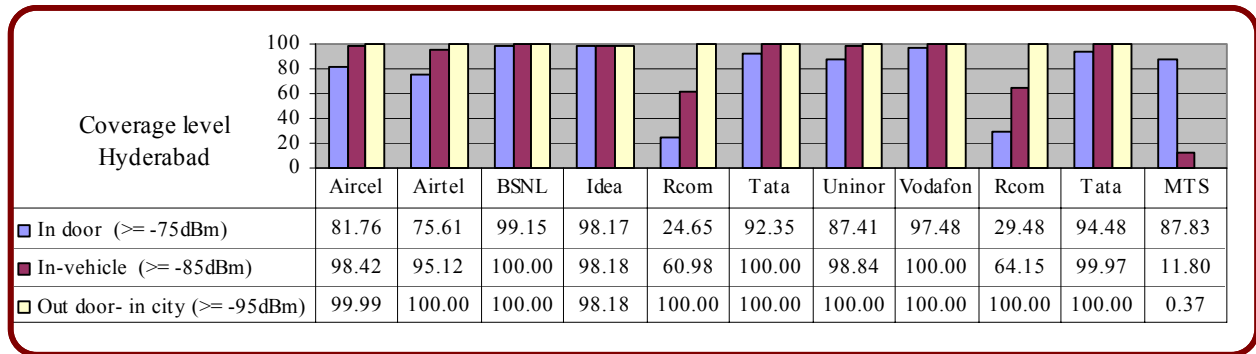 Coverage level
Hyderabad
100
80
60
40
20
0
Aircel Airtel BSNL Idea Rcom Tata Uninor Vodafon Rcom Tata MTS
In door (>= -75dBm) 81.76 75.61 99.15 98.17 24.65 92.35 87.41 97.48 29.48 94.48 87.83
In-vehicle (>= -85dBm) 98.42 95.12 100.00 98.18 60.98 100.00 98.84 100.00 64.15 99.97 11.80
Out door- in city (>= -95dBm) 99.99 100.00 100.00 98.18 100.00 100.00 100.00 100.00 100.00 100.00 0.37